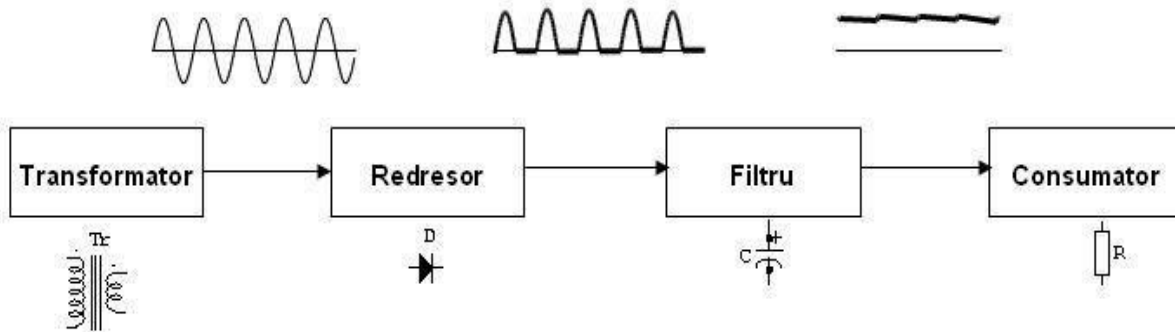 Transformator
Redresor
Filtru
Consumator
Tr
D
C
+
R